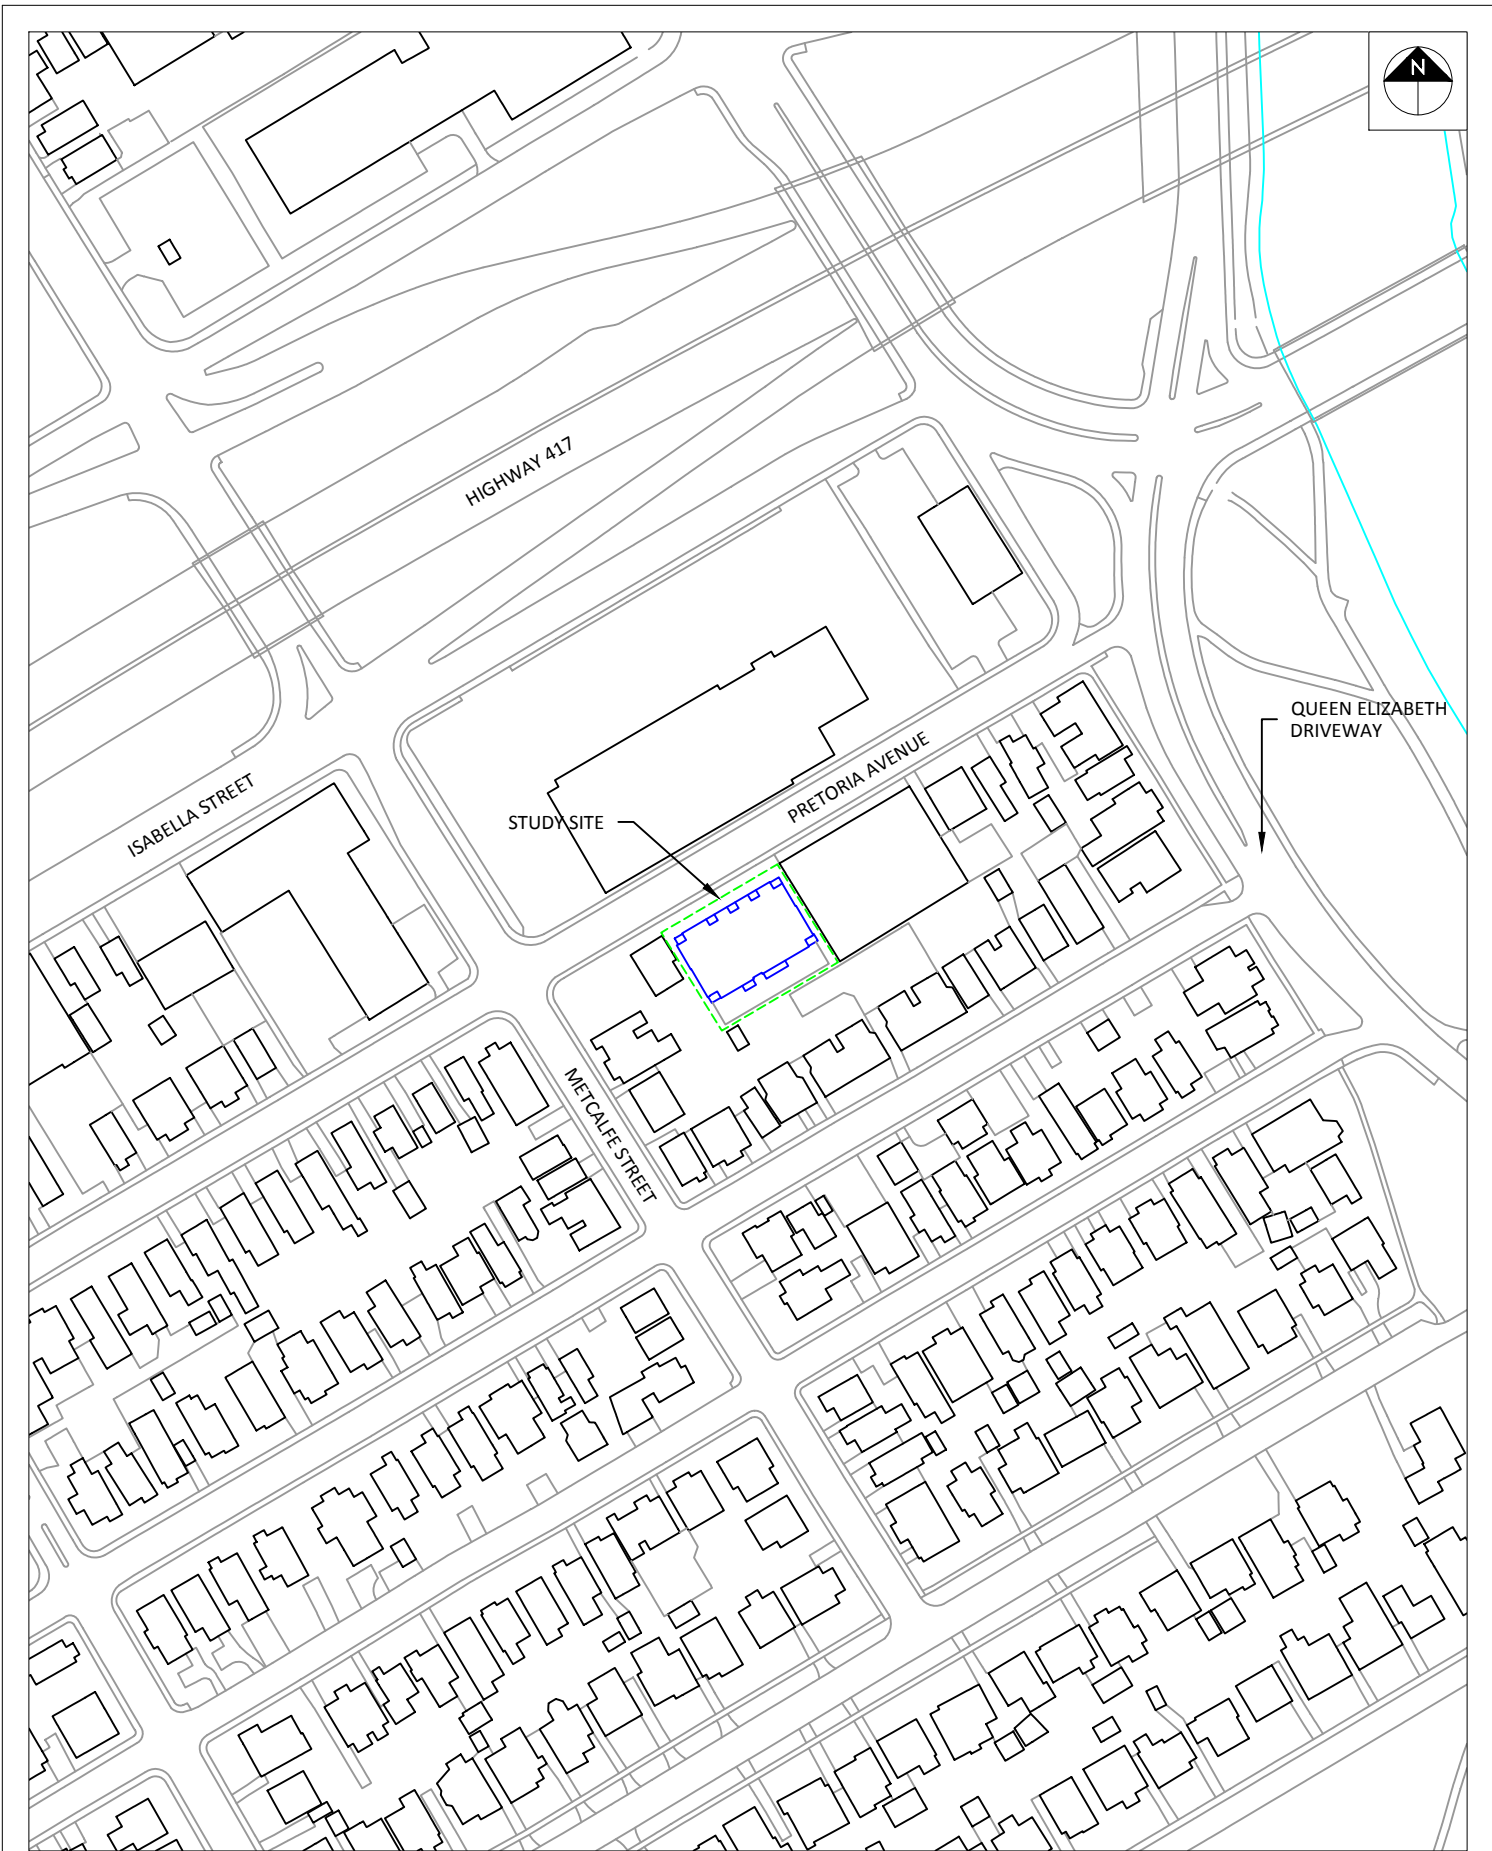 N
HIGHWAY 417
QUEEN ELIZABETH
DRIVEWAY
PRETORIA AVENUE
ISABELLA STREET
STUDY SITE
METCALFE STREET